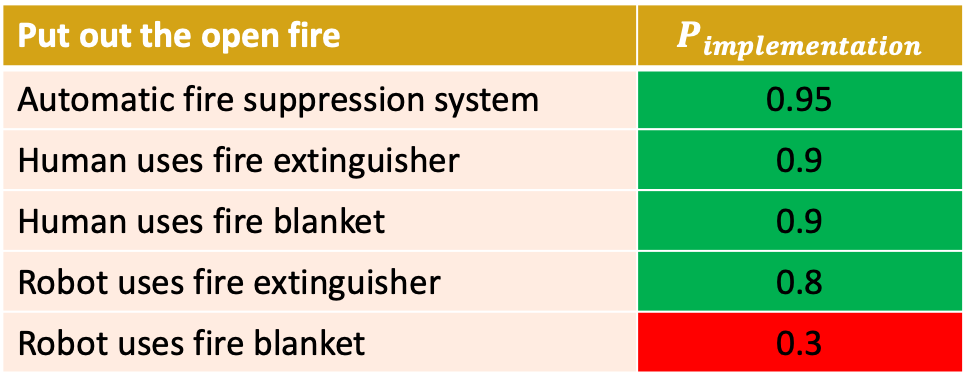 Put out the open fire P implementation
Automatic fire suppression system 0.95
Human uses fire extinguisher 0.9
Human uses fire blanket 0.9
Robot uses fire extinguisher 0.8
Robot uses fire blanket 0.3